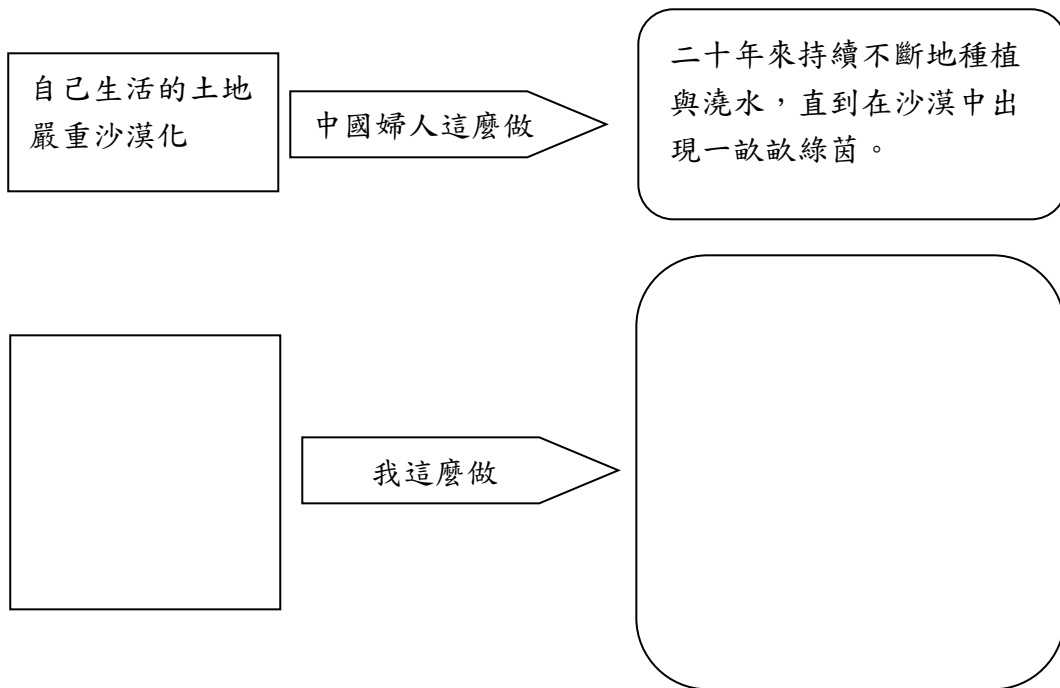 自己生活的土地
嚴重沙漠化
中國婦人這麼做
二十年來持續不斷地種植
與澆水，直到在沙漠中出
現一畝畝綠茵。
我這麼做